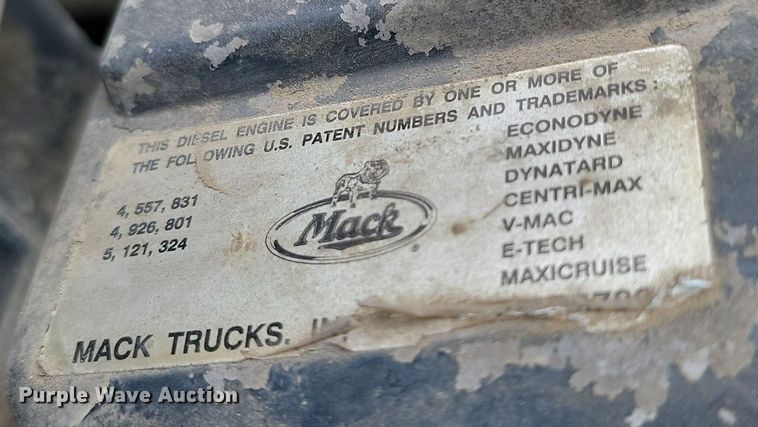 THIS DIESEL ENGINE IS COVERED BY ONE OR MORE OF
THE FOLLOWING U.S. PATENT NUMBERS AND TRADEMARKS :
4, 557, 831
4, 926, 801
5, 121, 324
Mack
®
ECONODYNE
MAXIDYNE
DYNATARD
CENTRI-MAX
V-MAC
E-TECH
MAXICRUISE
MACK TRUCKS.
Purple Wave Auction